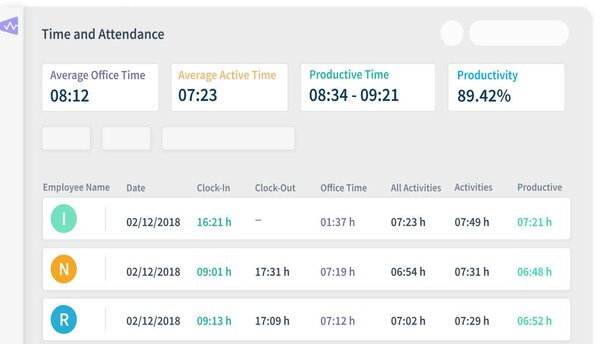 Time and Attendance
Average Office Time Average Active Time Productive Time Productivity
08:12 07:23 08:34 - 09:21 89.42%
Employee Name Date Clock-In Clock-Out Office Time All Activities Activities Productive
I 02/12/2018 16:21 h – 01:37 h 07:23 h 07:49 h 07:21 h
N 02/12/2018 09:01 h 17:31 h 07:19 h 06:54 h 07:31 h 06:48 h
R 02/12/2018 09:13 h 17:09 h 07:12 h 07:02 h 07:29 h 06:52 h